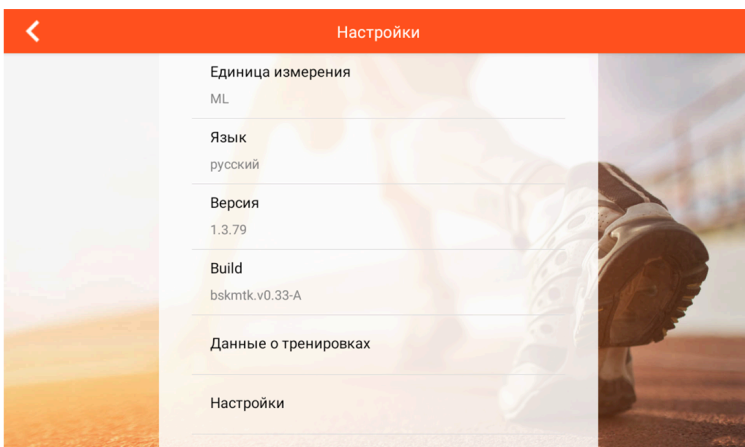 Настройки
Единица измерения
ML
Язык
русский
Версия
1.3.79
Build
bskmtk.v0.33-A
Данные о тренировках
Настройки